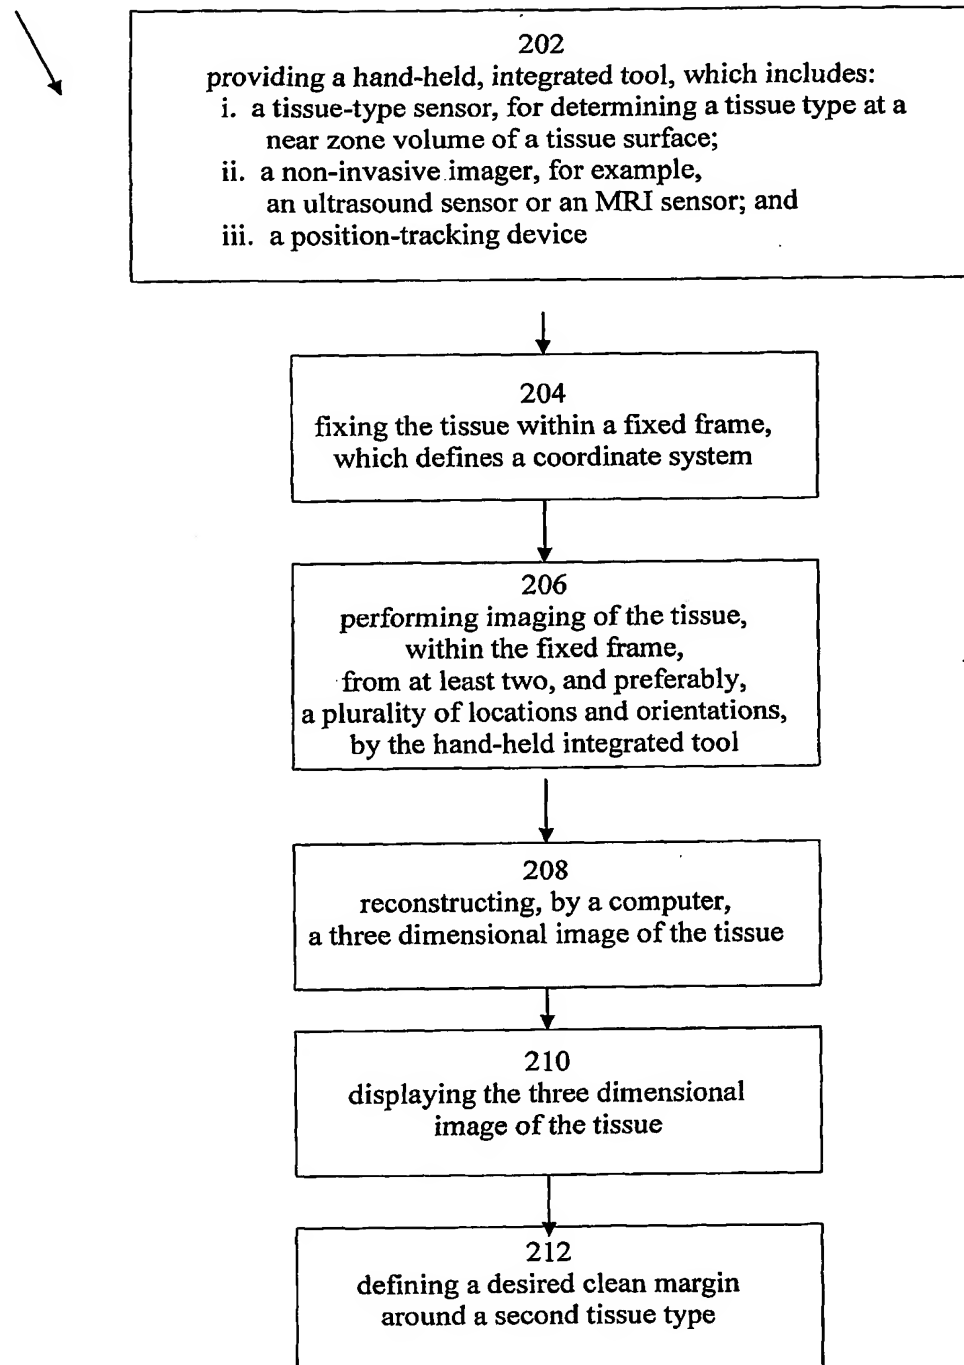 202
providing a hand-held, integrated tool, which includes:
i. a tissue-type sensor, for determining a tissue type at a
near zone volume of a tissue surface;
ii. a non-invasive imager, for example,
an ultrasound sensor or an MRI sensor; and
iii. a position-tracking device
204
fixing the tissue within a fixed frame,
which defines a coordinate system
206
performing imaging of the tissue,
within the fixed frame,
from at least two, and preferably,
a plurality of locations and orientations,
by the hand-held integrated tool
208
reconstructing, by a computer,
a three dimensional image of the tissue
210
displaying the three dimensional
image of the tissue
212
defining a desired clean margin
around a second tissue type